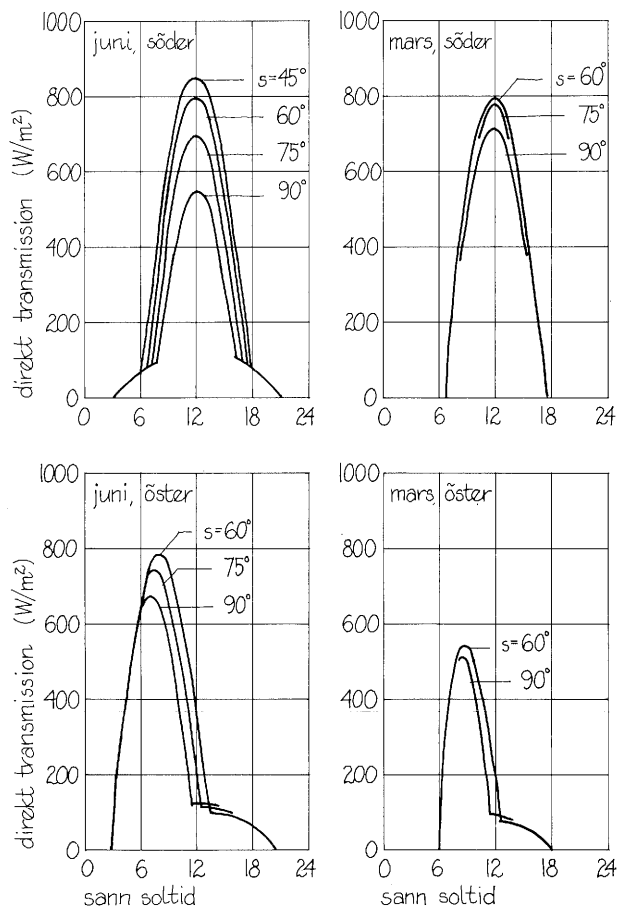 direkt transmission (W/m²)
juni, söder
1000
800
600
400
200
0
0 6 12 18 24
s=45°
60°
75°
90°
mars, söder
1000
800
600
400
200
0
0 6 12 18 24
s=60°
75°
90°
direkt transmission (W/m²)
juni, öster
1000
800
600
400
200
0
0 6 12 18 24
sann soltid
s=60°
75°
90°
mars, öster
1000
800
600
400
200
0
0 6 12 18 24
sann soltid
s=60°
90°